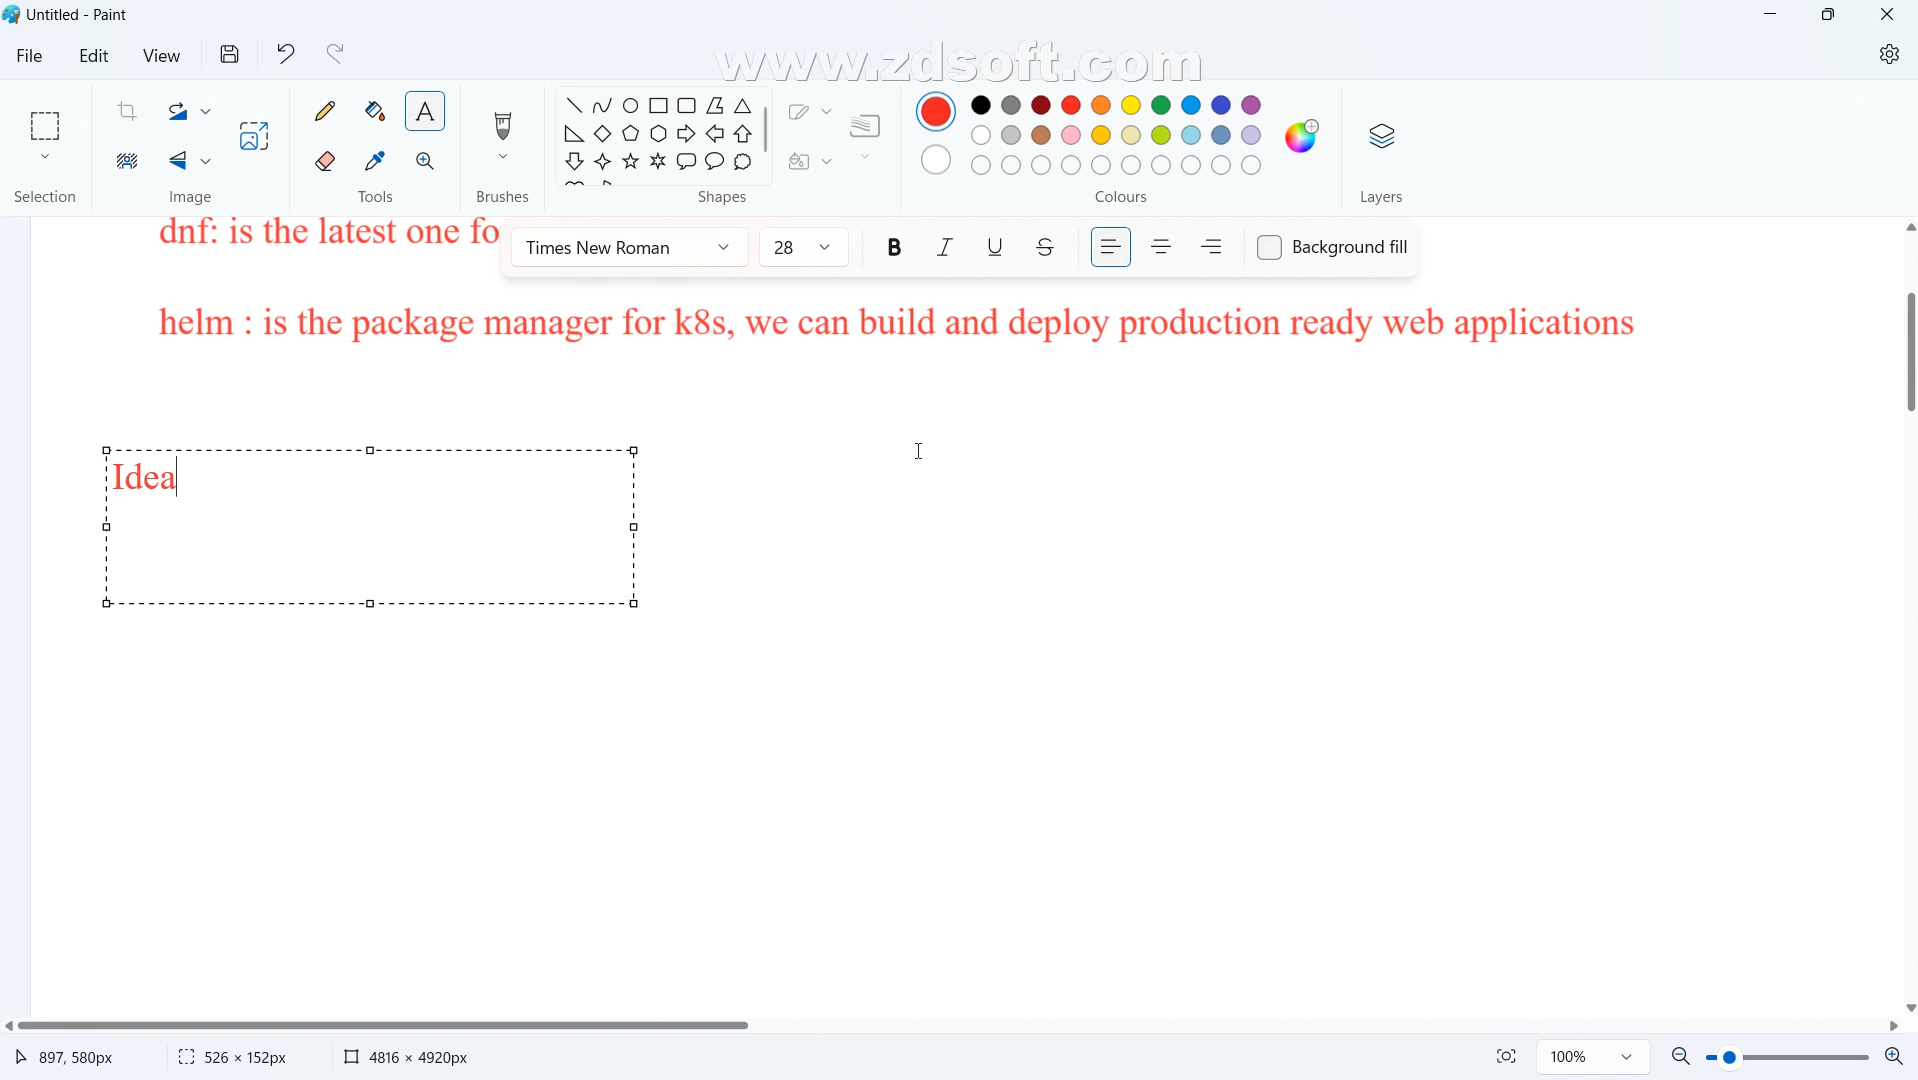 Untitled - Paint
File Edit View
www.zdsoft.com
Selection Image Tools Brushes Shapes Colours Layers
dnf: is the latest one fo
Times New Roman 28 B I U S Background fill
helm : is the package manager for k8s, we can build and deploy production ready web applications
Idea
897, 580px 526 × 152px 4816 × 4920px 100%